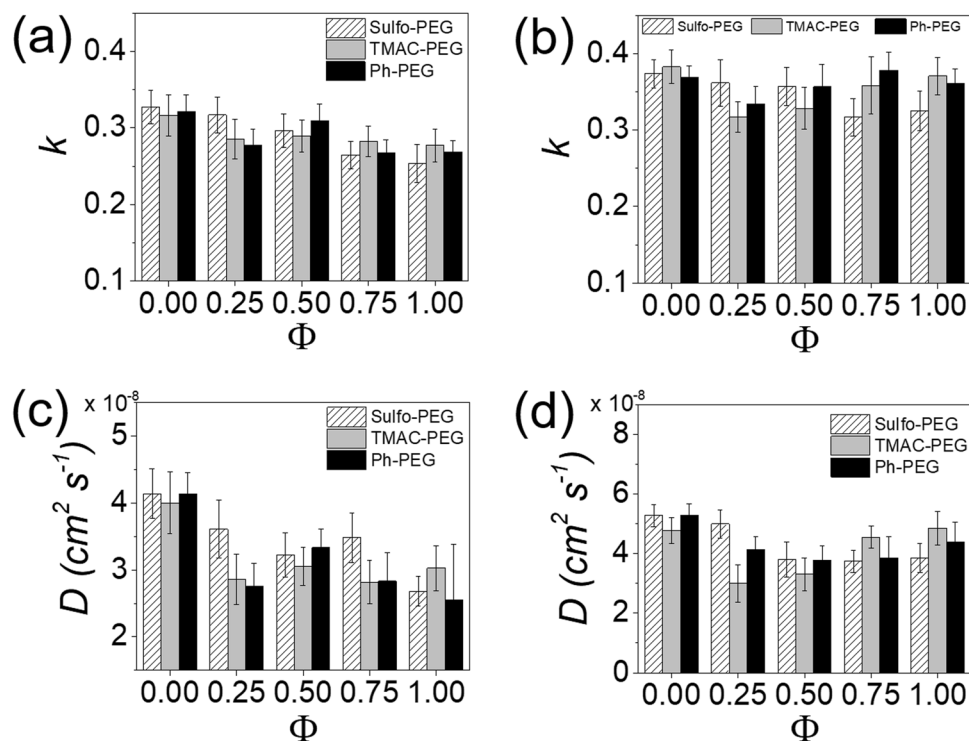 (a)
Sulfo-PEG
TMAC-PEG
Ph-PEG
0.4
0.3
0.2
0.1
k
0.00 0.25 0.50 0.75 1.00
Φ
(b)
Sulfo-PEG TMAC-PEG Ph-PEG
0.4
0.3
0.2
0.1
k
0.00 0.25 0.50 0.75 1.00
Φ
(c)
x 10⁻⁸
Sulfo-PEG
TMAC-PEG
Ph-PEG
5
4
3
2
D (cm² s⁻¹)
0.00 0.25 0.50 0.75 1.00
Φ
(d)
x 10⁻⁸
Sulfo-PEG
TMAC-PEG
Ph-PEG
8
6
4
2
0
D (cm² s⁻¹)
0.00 0.25 0.50 0.75 1.00
Φ